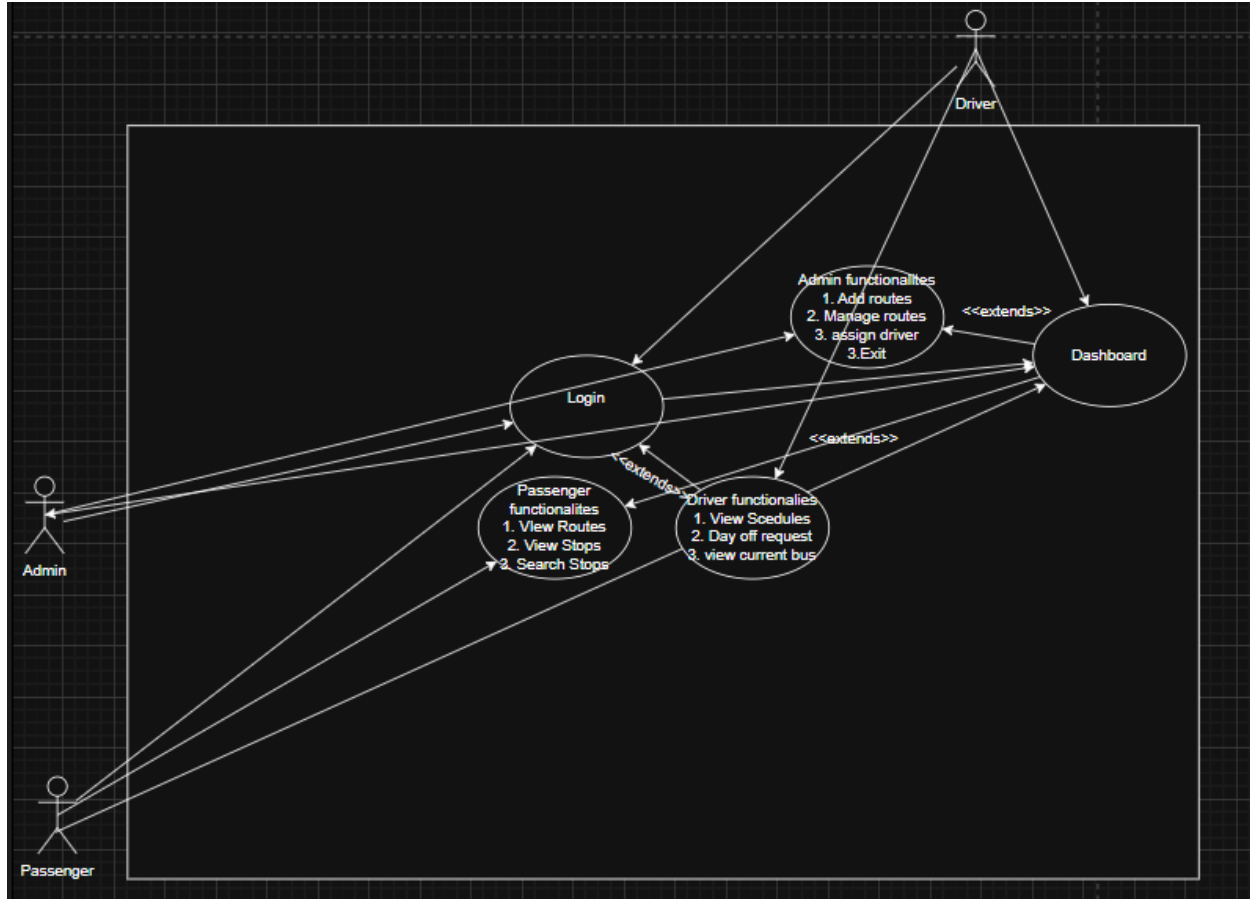 Driver
Admin functionalites
1. Add routes
2. Manage routes
3. assign driver
3.Exit
<<extends>>
Dashboard
Login
<<extends>>
<<extends>>
Passenger
functionalites
1. VIew Routes
2. View Stops
3. Search Stops
Driver functionalies
1. View Scedules
2. Day off request
3. view current bus
Admin
Passenger